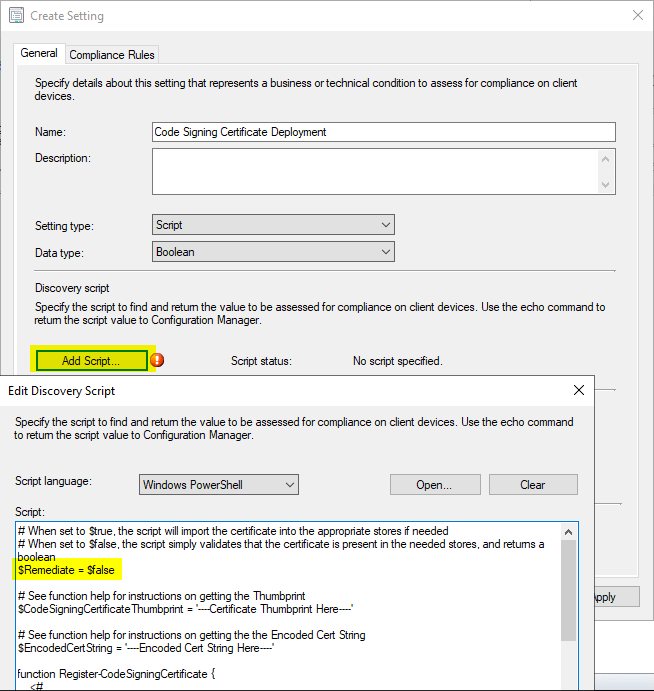 Create Setting
General
Compliance Rules
Specify details about this setting that represents a business or technical condition to assess for compliance on client
devices.
Name:
Code Signing Certificate Deployment
Description:
Setting type:
Script
Data type:
Boolean
Discovery script
Specify the script to find and return the value to be assessed for compliance on client devices. Use the echo command to
return the script value to Configuration Manager.
Add Script...
Script status:
No script specified.
Edit Discovery Script
Specify the script to find and return the value to be assessed for compliance on client devices. Use the echo command
to return the script value to Configuration Manager.
Script language:
Windows PowerShell
Open...
Clear
Script:
# When set to $true, the script will import the certificate into the appropriate stores if needed
# When set to $false, the script simply validates that the certificate is present in the needed stores, and returns a
boolean
$Remediate = $false
# See function help for instructions on getting the Thumbprint
$CodeSigningCertificateThumbprint = '----Certificate Thumbprint Here----'
# See function help for instructions on getting the the Encoded Cert String
$EncodedCertString = '----Encoded Cert String Here----'
function Register-CodeSigningCertificate {
<#